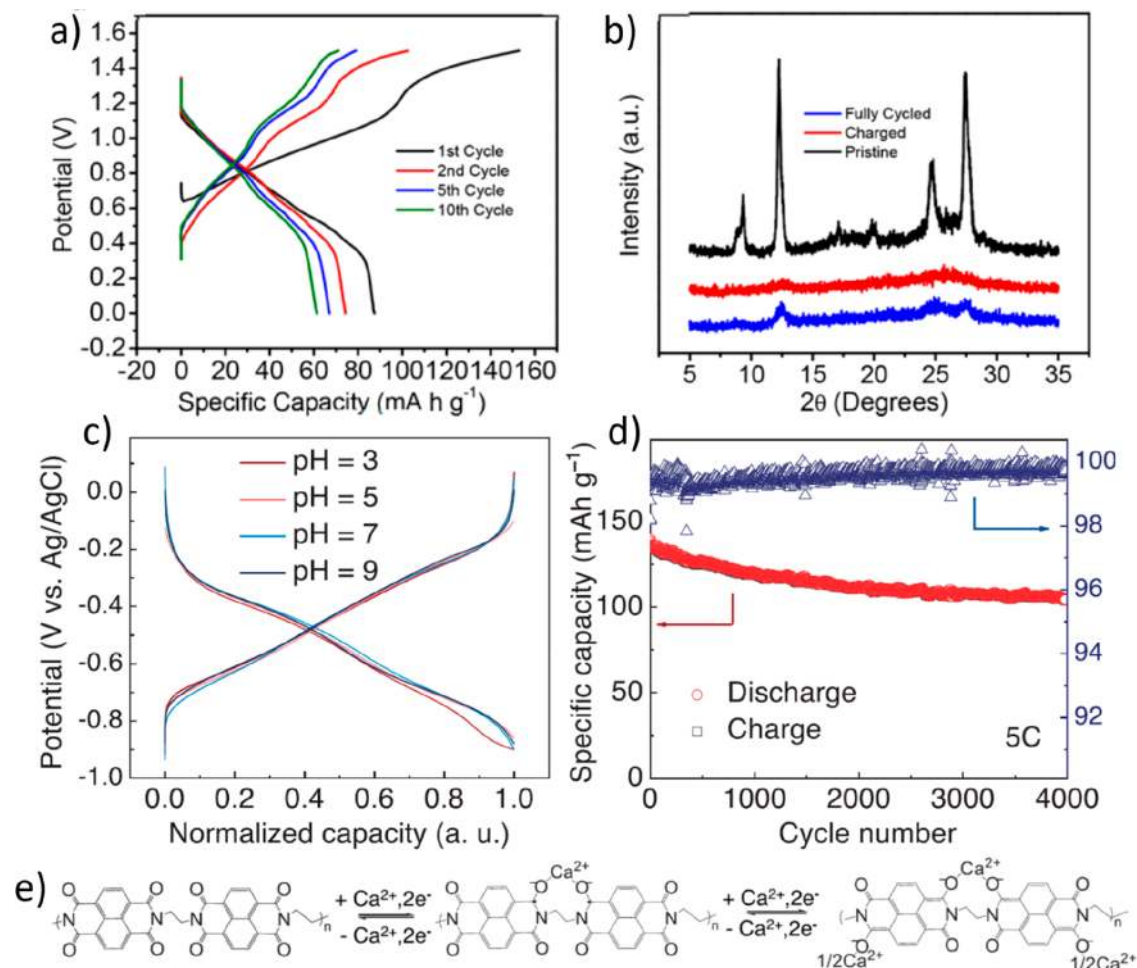 a)
Potential (V)
1.6
1.4
1.2
1.0
0.8
0.6
0.4
0.2
0.0
-0.2
1st Cycle
2nd Cycle
5th Cycle
10th Cycle
-20 0 20 40 60 80 100 120 140 160
Specific Capacity (mA h g⁻¹)
b)
Intensity (a.u.)
Fully Cycled
Charged
Pristine
5 10 15 20 25 30 35
2θ (Degrees)
c)
Potential (V vs. Ag/AgCl)
0.0
-0.2
-0.4
-0.6
-0.8
-1.0
pH = 3
pH = 5
pH = 7
pH = 9
0.0 0.2 0.4 0.6 0.8 1.0
Normalized capacity (a. u.)
d)
Specific capacity (mAh g⁻¹)
150
100
50
0
100
98
96
94
92
Discharge
Charge
5C
0 1000 2000 3000 4000
Cycle number
e)
O O O O
N N N
O O O O
n
+ Ca²⁺,2e⁻
- Ca²⁺,2e⁻
Ca²⁺
O O⁻ ⁻O O
N N N
O O O O
n
+ Ca²⁺,2e⁻
- Ca²⁺,2e⁻
Ca²⁺
O O⁻ ⁻O O
N N N
O⁻ O O O⁻
n
1/2Ca²⁺ 1/2Ca²⁺